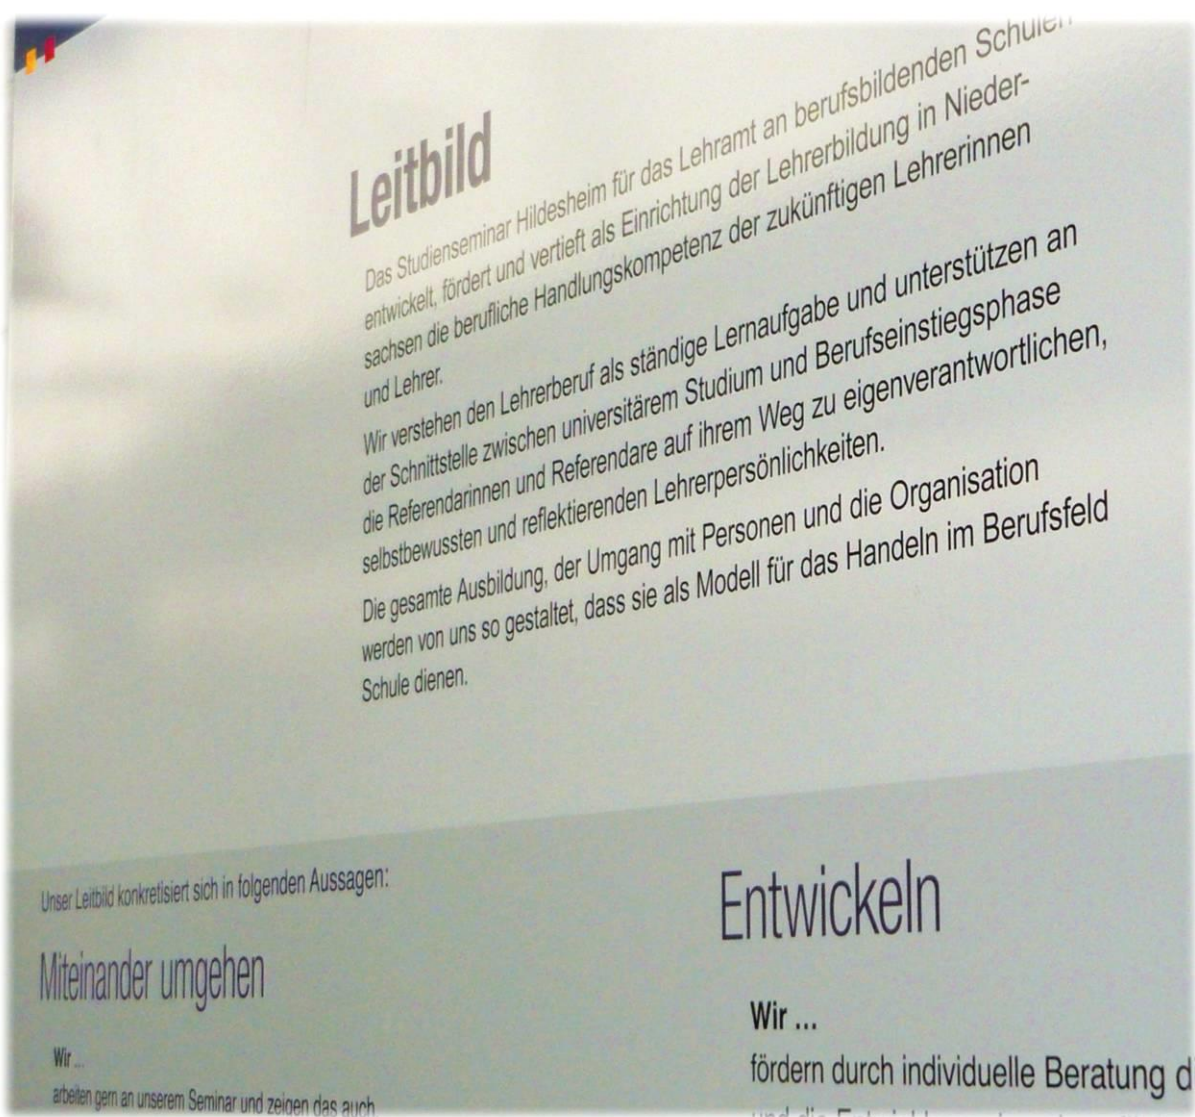 Leitbild
Das Studienseminar Hildesheim für das Lehramt an berufsbildenden Schulen
entwickelt, fördert und vertieft als Einrichtung der Lehrerbildung in Nieder-
sachsen die berufliche Handlungskompetenz der zukünftigen Lehrerinnen
und Lehrer.
Wir verstehen den Lehrerberuf als ständige Lernaufgabe und unterstützen an
der Schnittstelle zwischen universitärem Studium und Berufseinstiegsphase
die Referendarinnen und Referendare auf ihrem Weg zu eigenverantwortlichen,
selbstbewussten und reflektierenden Lehrerpersönlichkeiten.
Die gesamte Ausbildung, der Umgang mit Personen und die Organisation
werden von uns so gestaltet, dass sie als Modell für das Handeln im Berufsfeld
Schule dienen.
Unser Leitbild konkretisiert sich in folgenden Aussagen:
Miteinander umgehen
Wir ...
arbeiten gern an unserem Seminar und zeigen das auch
Entwickeln
Wir ...
fördern durch individuelle Beratung d